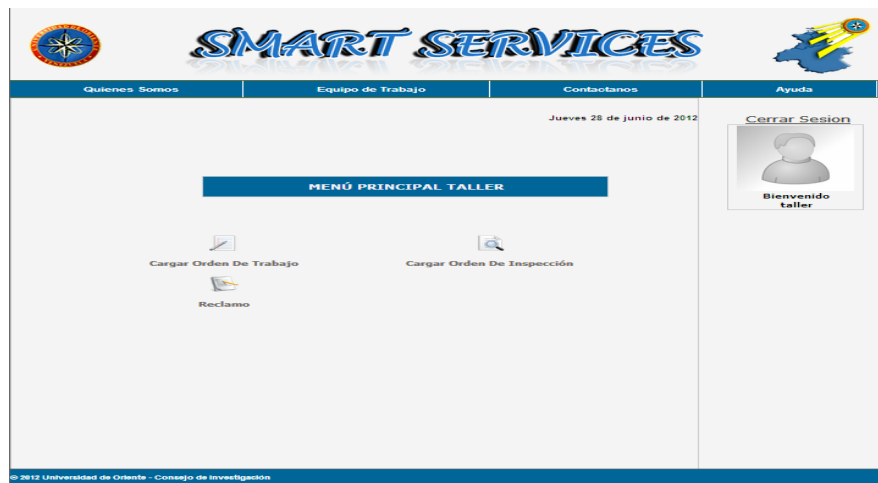 SMART SERVICES
Quienes Somos
Equipo de Trabajo
Contactanos
Ayuda
Jueves 28 de junio de 2012
Cerrar Sesion
Bienvenido
taller
MENÚ PRINCIPAL TALLER
Cargar Orden De Trabajo
Cargar Orden De Inspección
Reclamo
© 2012 Universidad de Oriente - Consejo de Investigación